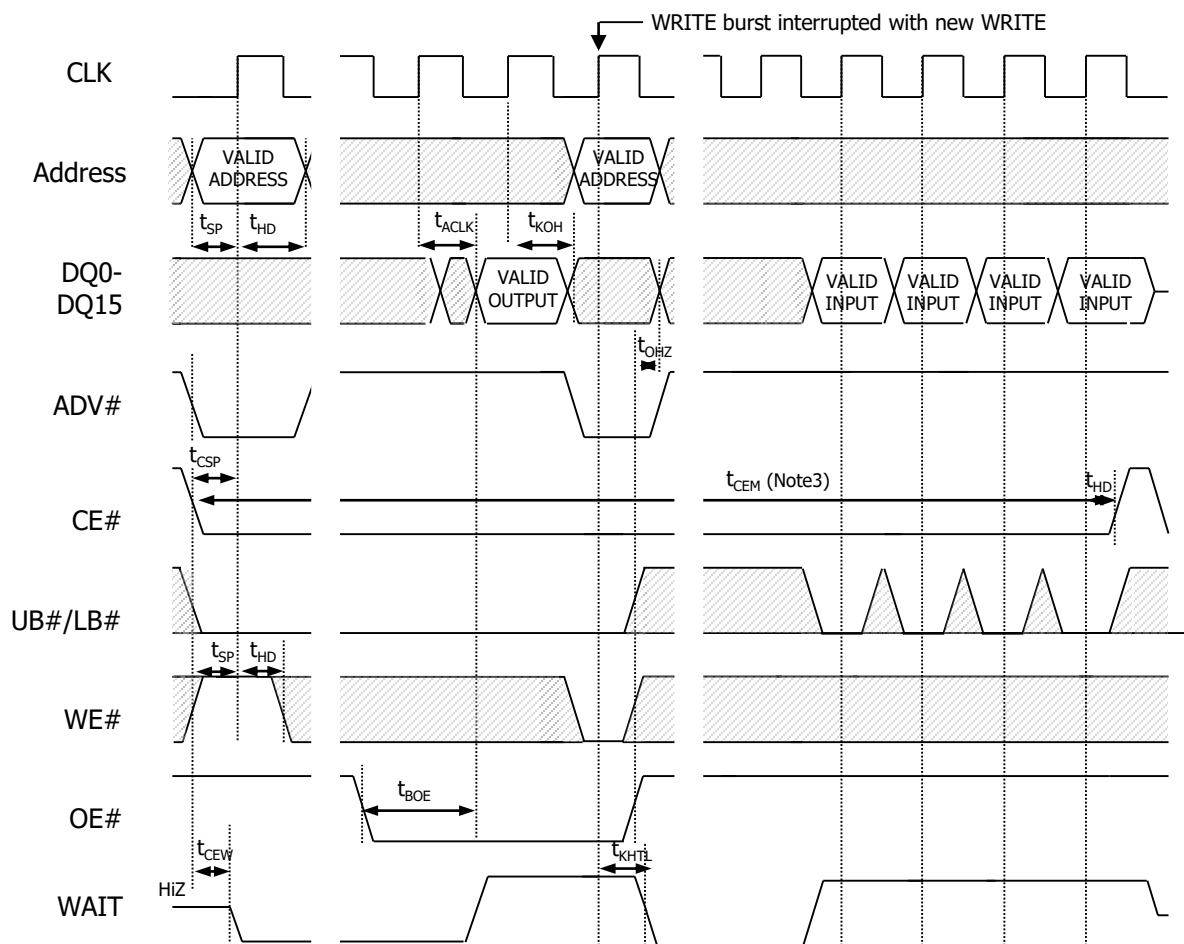 WRITE burst interrupted with new WRITE
CLK
Address
VALID
ADDRESS
VALID
ADDRESS
tSP
tHD
tACLK
tKOH
DQ0-
DQ15
VALID
OUTPUT
VALID
INPUT
VALID
INPUT
VALID
INPUT
VALID
INPUT
tOHZ
ADV#
tCSP
tCEM (Note3)
tHD
CE#
UB#/LB#
tSP
tHD
WE#
tBOE
OE#
tCEW
tKHTL
HiZ
WAIT